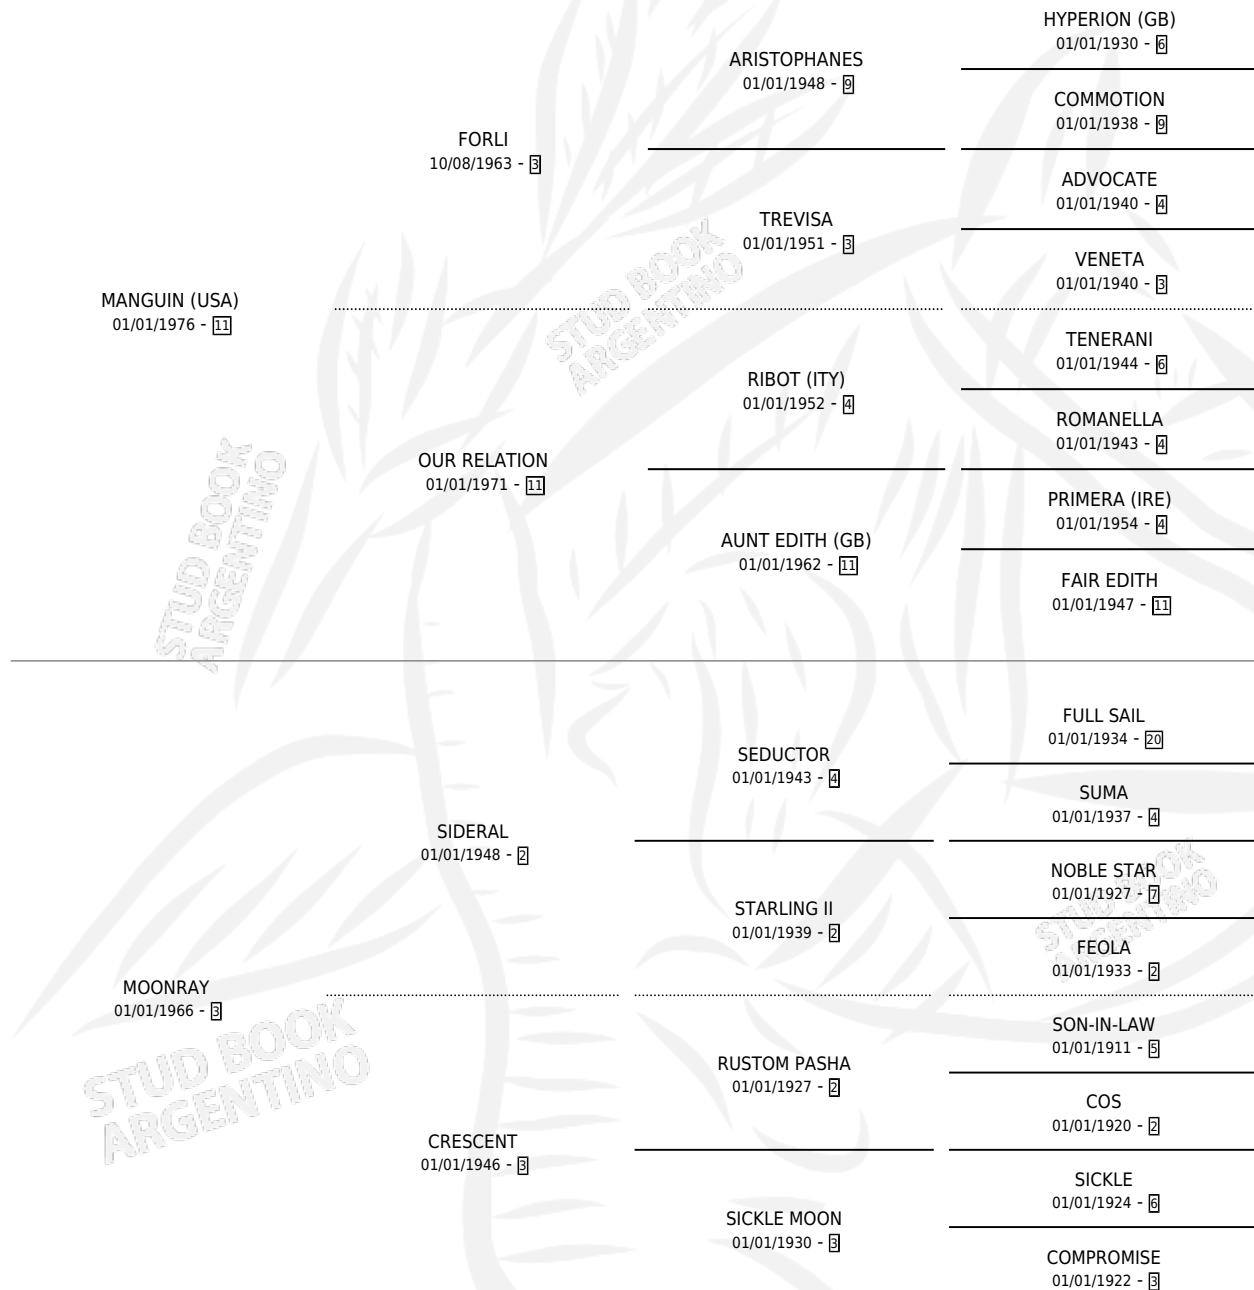 HYPERION (GB)
01/01/1930 - 6
ARISTOPHANES
01/01/1948 - 9
COMMOTION
01/01/1938 - 9
FORLI
10/08/1963 - 3
ADVOCATE
01/01/1940 - 4
TREVISA
01/01/1951 - 3
VENETA
01/01/1940 - 3
MANGUIN (USA)
01/01/1976 - 11
STUD BOOK
ARGENTINO
TENERANI
01/01/1944 - 6
RIBOT (ITY)
01/01/1952 - 4
ROMANELLA
01/01/1943 - 4
OUR RELATION
01/01/1971 - 11
STUD BOOK
ARGENTINO
PRIMERA (IRE)
01/01/1954 - 4
AUNT EDITH (GB)
01/01/1962 - 11
FAIR EDITH
01/01/1947 - 11
FULL SAIL
01/01/1934 - 20
SEDUCTOR
01/01/1943 - 4
SUMA
01/01/1937 - 4
SIDERAL
01/01/1948 - 2
NOBLE STAR
01/01/1927 - 7
STUD BOOK
ARGENTINO
STARLING II
01/01/1939 - 2
FEOLA
01/01/1933 - 2
MOONRAY
01/01/1966 - 3
STUD BOOK
ARGENTINO
SON-IN-LAW
01/01/1911 - 5
RUSTOM PASHA
01/01/1927 - 2
COS
01/01/1920 - 2
CRESCENT
01/01/1946 - 3
SICKLE
01/01/1924 - 6
SICKLE MOON
01/01/1930 - 3
COMPROMISE
01/01/1922 - 3